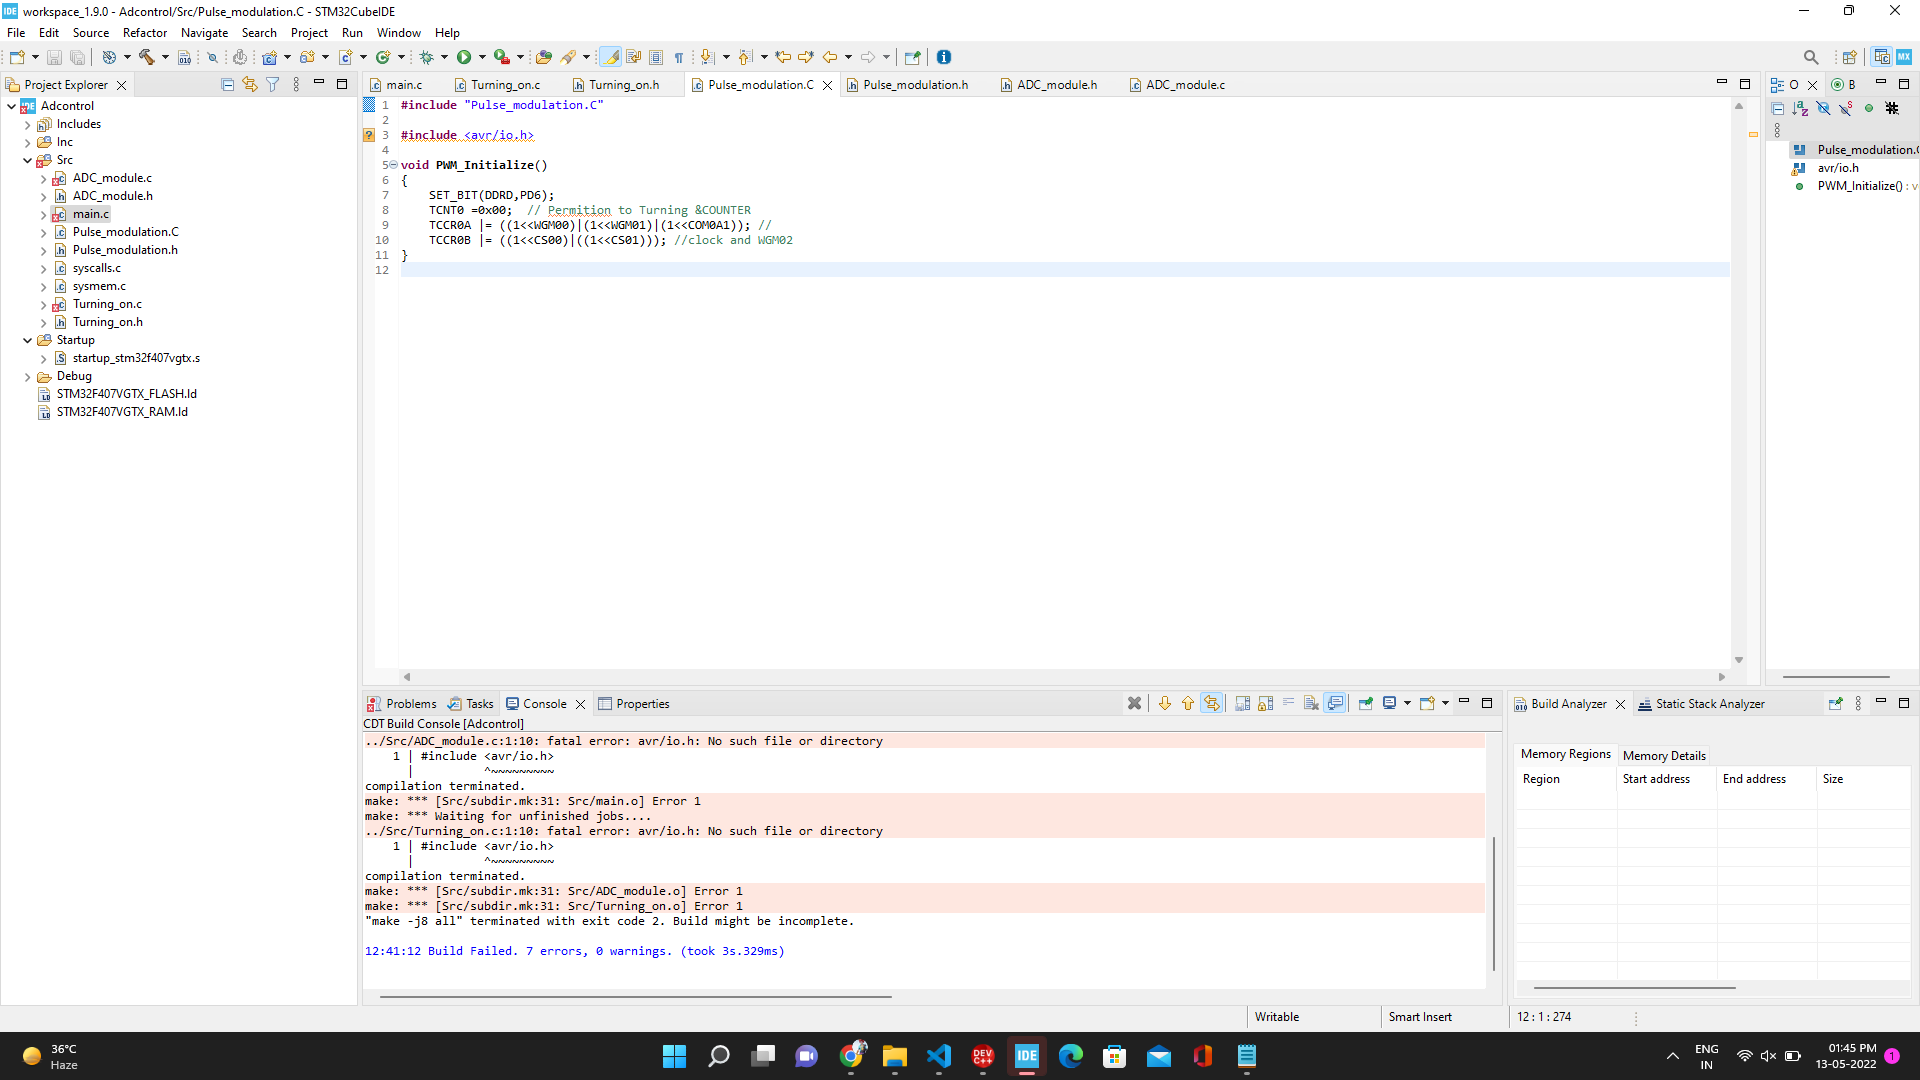 IDE workspace_1.9.0 - Adcontrol/Src/Pulse_modulation.C - STM32CubeIDE
File Edit Source Refactor Navigate Search Project Run Window Help
Project Explorer
Adcontrol
Includes
Inc
Src
ADC_module.c
ADC_module.h
main.c
Pulse_modulation.C
Pulse_modulation.h
syscalls.c
sysmem.c
Turning_on.c
Turning_on.h
Startup
startup_stm32f407vgtx.s
Debug
STM32F407VGTX_FLASH.ld
STM32F407VGTX_RAM.ld
main.c Turning_on.c Turning_on.h Pulse_modulation.C Pulse_modulation.h ADC_module.h ADC_module.c
1 #include "Pulse_modulation.C"
2
3 #include <avr/io.h>
4
5 void PWM_Initialize()
6 {
7 SET_BIT(DDRD,PD6);
8 TCNT0 =0x00; // Permition to Turning &COUNTER
9 TCCR0A |= ((1<<WGM00)|(1<<WGM01)|(1<<COM0A1)); //
10 TCCR0B |= ((1<<CS00)|((1<<CS01))); //clock and WGM02
11 }
12
O B
Pulse_modulation.C
avr/io.h
PWM_Initialize() : v
Problems Tasks Console Properties
CDT Build Console [Adcontrol]
../Src/ADC_module.c:1:10: fatal error: avr/io.h: No such file or directory
1 | #include <avr/io.h>
| ^~~~~~~~~~
compilation terminated.
make: *** [Src/subdir.mk:31: Src/main.o] Error 1
make: *** Waiting for unfinished jobs....
../Src/Turning_on.c:1:10: fatal error: avr/io.h: No such file or directory
1 | #include <avr/io.h>
| ^~~~~~~~~~
compilation terminated.
make: *** [Src/subdir.mk:31: Src/ADC_module.o] Error 1
make: *** [Src/subdir.mk:31: Src/Turning_on.o] Error 1
"make -j8 all" terminated with exit code 2. Build might be incomplete.
12:41:12 Build Failed. 7 errors, 0 warnings. (took 3s.329ms)
Build Analyzer Static Stack Analyzer
Memory Regions Memory Details
Region Start address End address Size
Writable Smart Insert 12 : 1 : 274
36°C
Haze
DEV C++
IDE
ENG
IN
01:45 PM
13-05-2022
1